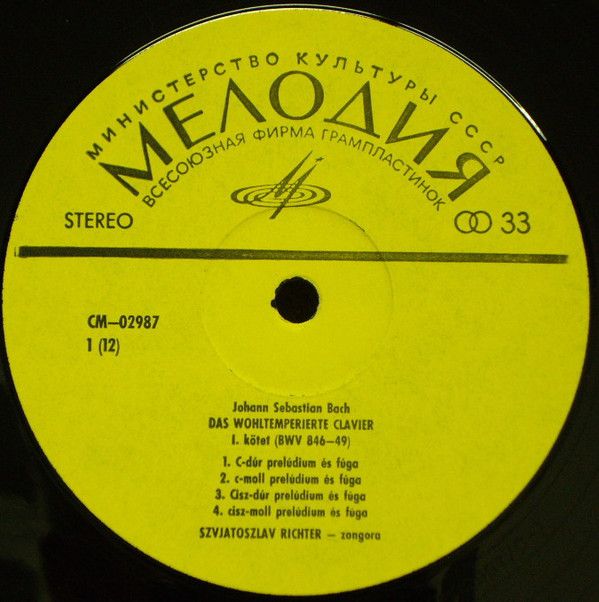 МИНИСТЕРСТВО КУЛЬТУРЫ СССР
МЕЛОДИЯ
ВСЕСОЮЗНАЯ ФИРМА ГРАМПЛАСТИНОК
STEREO
33
СМ—02987
1 (12)
Johann Sebastian Bach
DAS WOHLTEMPERIERTE CLAVIER
I. kötet (BWV 846—49)
1. C-dúr prelúdium és fúga
2. c-moll prelúdium és fúga
3. Cisz-dúr prelúdium és fúga
4. cisz-moll prelúdium és fúga
SZVJATOSZLAV RICHTER — zongora